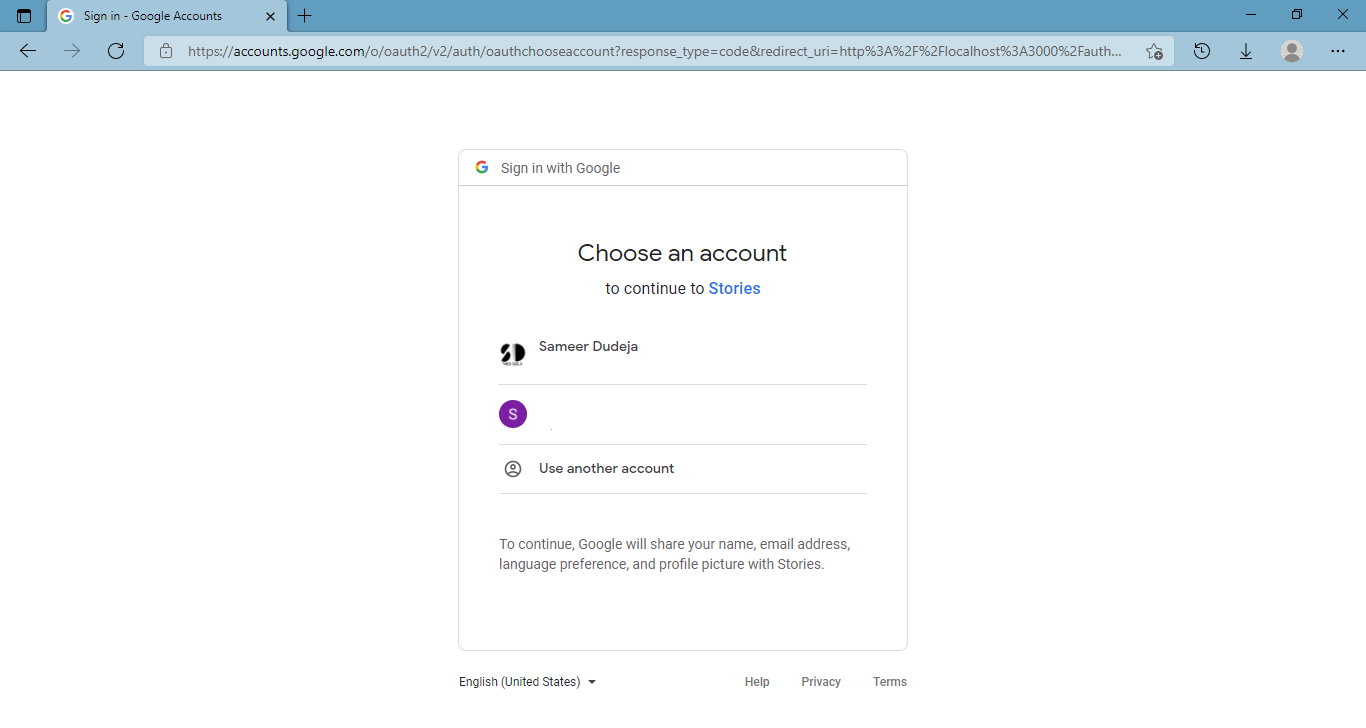 Sign in - Google Accounts
https://accounts.google.com/o/oauth2/v2/auth/oauthchooseaccount?response_type=code&redirect_uri=http%3A%2F%2Flocalhost%3A3000%2Fauth...
Sign in with Google
Choose an account
to continue to Stories
SD
Sameer Dudeja
S
Use another account
To continue, Google will share your name, email address,
language preference, and profile picture with Stories.
English (United States)
Help
Privacy
Terms